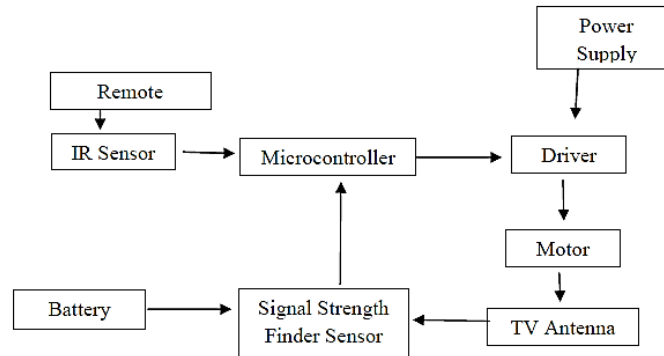 Power
Supply
Remote
IR Sensor
Microcontroller
Driver
Motor
Battery
Signal Strength
Finder Sensor
TV Antenna